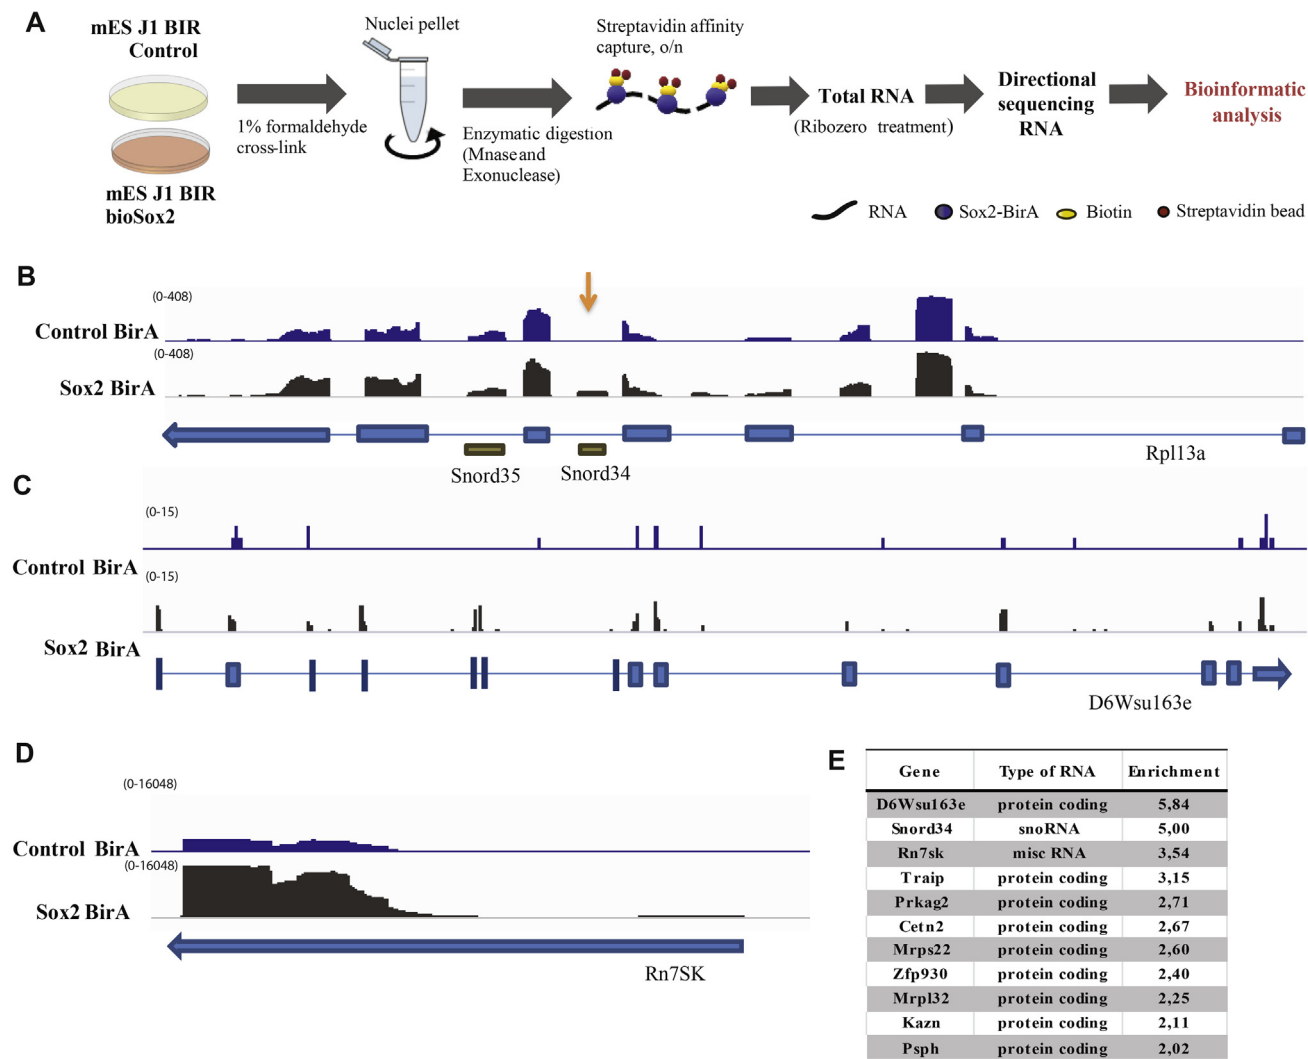 A
mES J1 BIR
Control
mES J1 BIR
bioSox2
1% formaldehyde
cross-link
Nuclei pellet
Enzymatic digestion
(Mnase and
Exonuclease)
Streptavidin affinity
capture, o/n
Total RNA
(Ribozero treatment)
Directional
sequencing
RNA
Bioinformatic
analysis
RNA
Sox2-BirA
Biotin
Streptavidin bead
B
(0-408)
Control BirA
(0-408)
Sox2 BirA
Snord35
Snord34
Rpl13a
C
(0-15)
Control BirA
(0-15)
Sox2 BirA
D6Wsu163e
D
(0-16048)
Control BirA
(0-16048)
Sox2 BirA
Rn7SK
E
Gene Type of RNA Enrichment
D6Wsu163e protein coding 5,84
Snord34 snoRNA 5,00
Rn7sk misc RNA 3,54
Traip protein coding 3,15
Prkag2 protein coding 2,71
Cetn2 protein coding 2,67
Mrps22 protein coding 2,60
Zfp930 protein coding 2,40
Mrpl32 protein coding 2,25
Kazn protein coding 2,11
Psph protein coding 2,02